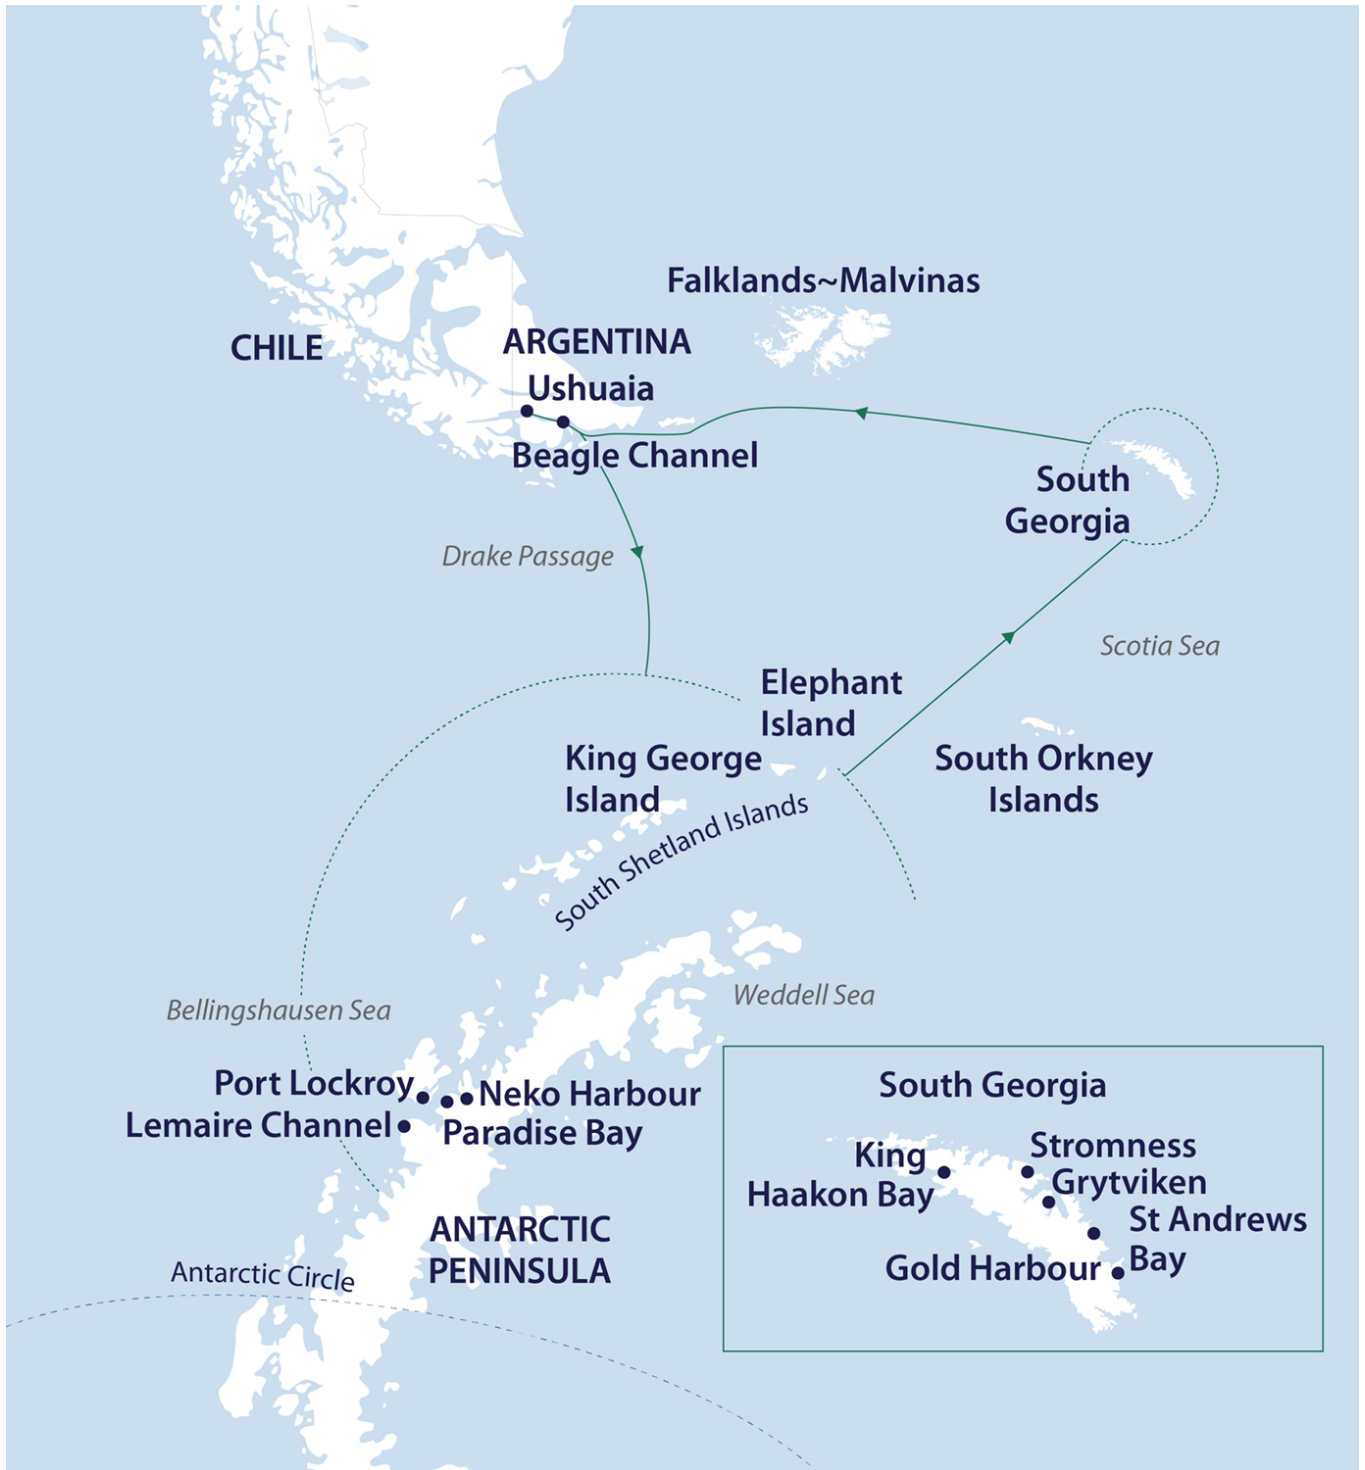 Falklands~Malvinas
CHILE
ARGENTINA
Ushuaia
Beagle Channel
South
Georgia
Drake Passage
Scotia Sea
Elephant
Island
King George
Island
South Orkney
Islands
South Shetland Islands
Bellingshausen Sea
Weddell Sea
Port Lockroy
Neko Harbour
Lemaire Channel
Paradise Bay
ANTARCTIC
PENINSULA
Antarctic Circle
South Georgia
King
Haakon Bay
Stromness
Grytviken
St Andrews
Bay
Gold Harbour